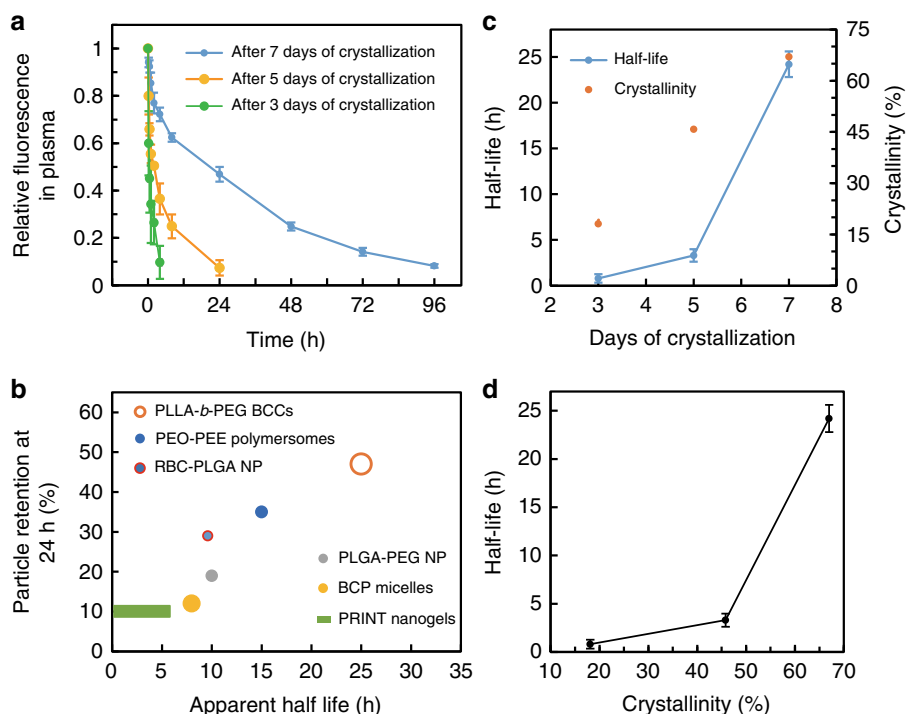 a
Relative fluorescence
in plasma
1
0.8
0.6
0.4
0.2
0
After 7 days of crystallization
After 5 days of crystallization
After 3 days of crystallization
0 24 48 72 96
Time (h)
c
Half-life (h)
25
20
15
10
5
0
Half-life
Crystallinity
75
60
45
30
15
0
Crystallinity (%)
2 3 4 5 6 7 8
Days of crystallization
b
Particle retention at
24 h (%)
60
50
40
30
20
10
0
PLLA-b-PEG BCCs
PEO-PEE polymersomes
RBC-PLGA NP
PLGA-PEG NP
BCP micelles
PRINT nanogels
0 5 10 15 20 25 30 35
Apparent half life (h)
d
Half-life (h)
25
20
15
10
5
0
10 20 30 40 50 60 70
Crystallinity (%)